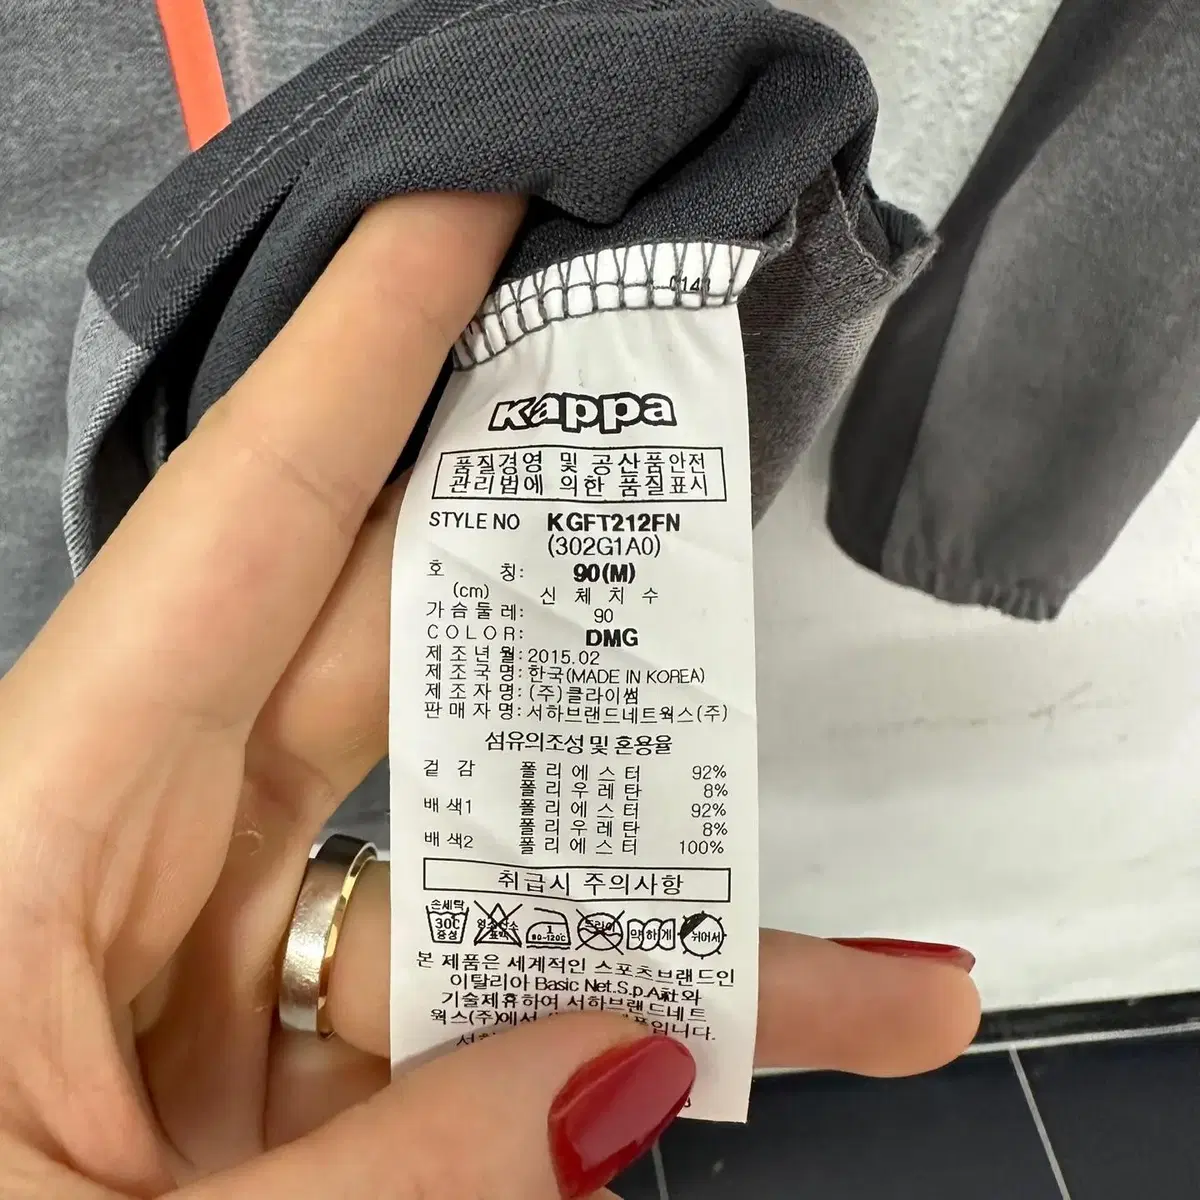 Kappa
품질경영 및 공산품안전
관리법에 의한 품질표시
STYLE NO KGFT212FN
(302G1A0)
호 칭: 90(M)
(cm) 신 체 치 수
가슴둘레: 90
COLOR: DMG
제조년월: 2015.02
제조국명: 한국(MADE IN KOREA)
제조자명: (주)클라이썸
판매자명: 서하브랜드네트웍스(주)
섬유의조성 및 혼용율
겉 감 폴리에스터 92%
폴리우레탄 8%
배색1 폴리에스터 92%
폴리우레탄 8%
배색2 폴리에스터 100%
취급시 주의사항
손세탁
30C
중성
1
80-120℃
드라이
약하게
뉘어서
본 제품은 세계적인 스포츠브랜드인
이탈리아 Basic Net.S.p.A社와
기술제휴하여 서하브랜드네트
웍스(주)에서